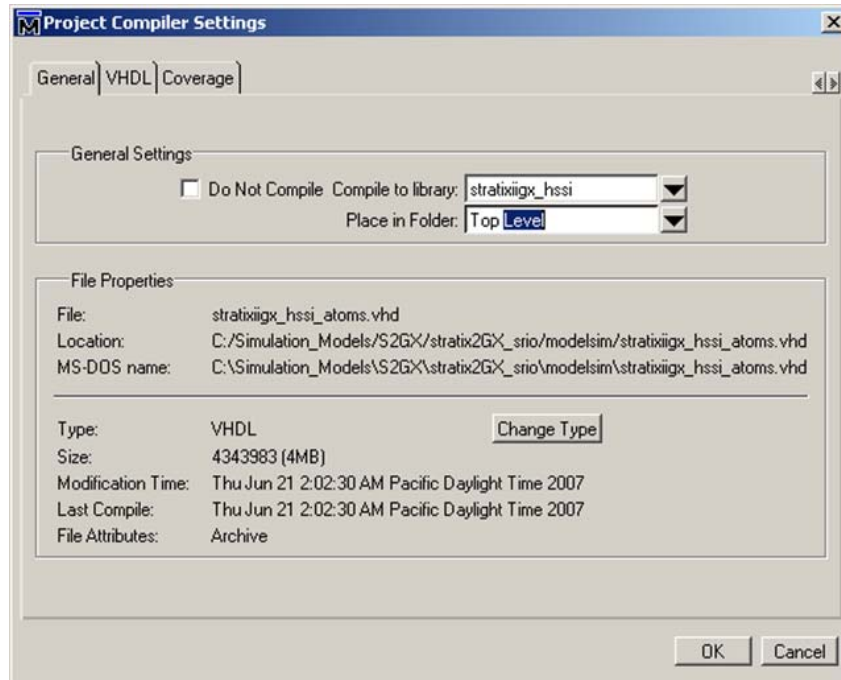 Project Compiler Settings
General VHDL Coverage
General Settings
Do Not Compile Compile to library: stratixiigx_hssi
Place in Folder: Top Level
File Properties
File: stratixiigx_hssi_atoms.vhd
Location: C:/Simulation_Models/S2GX/stratix2GX_srio/modelsim/stratixiigx_hssi_atoms.vhd
MS-DOS name: C:\Simulation_Models\S2GX\stratix2GX_srio\modelsim\stratixiigx_hssi_atoms.vhd
Type: VHDL Change Type
Size: 4343983 (4MB)
Modification Time: Thu Jun 21 2:02:30 AM Pacific Daylight Time 2007
Last Compile: Thu Jun 21 2:02:30 AM Pacific Daylight Time 2007
File Attributes: Archive
OK Cancel